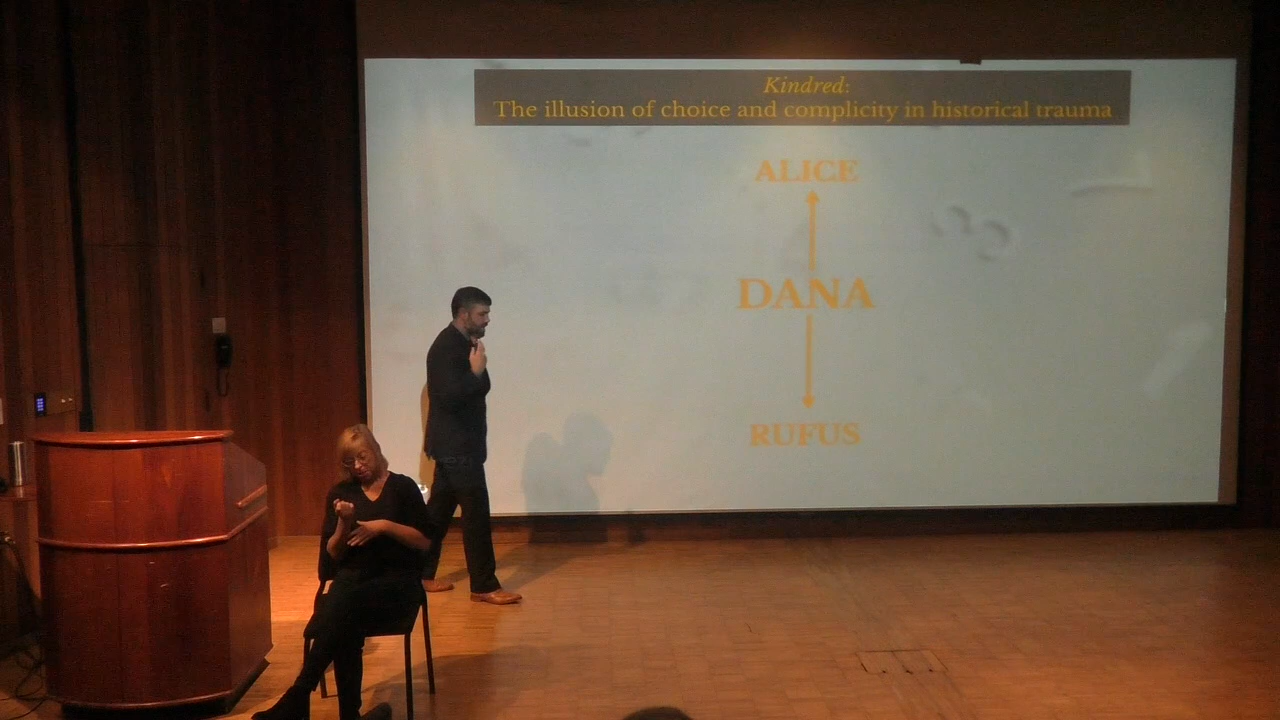 Kindred:
The illusion of choice and complicity in historical trauma
ALICE
DANA
RUFUS